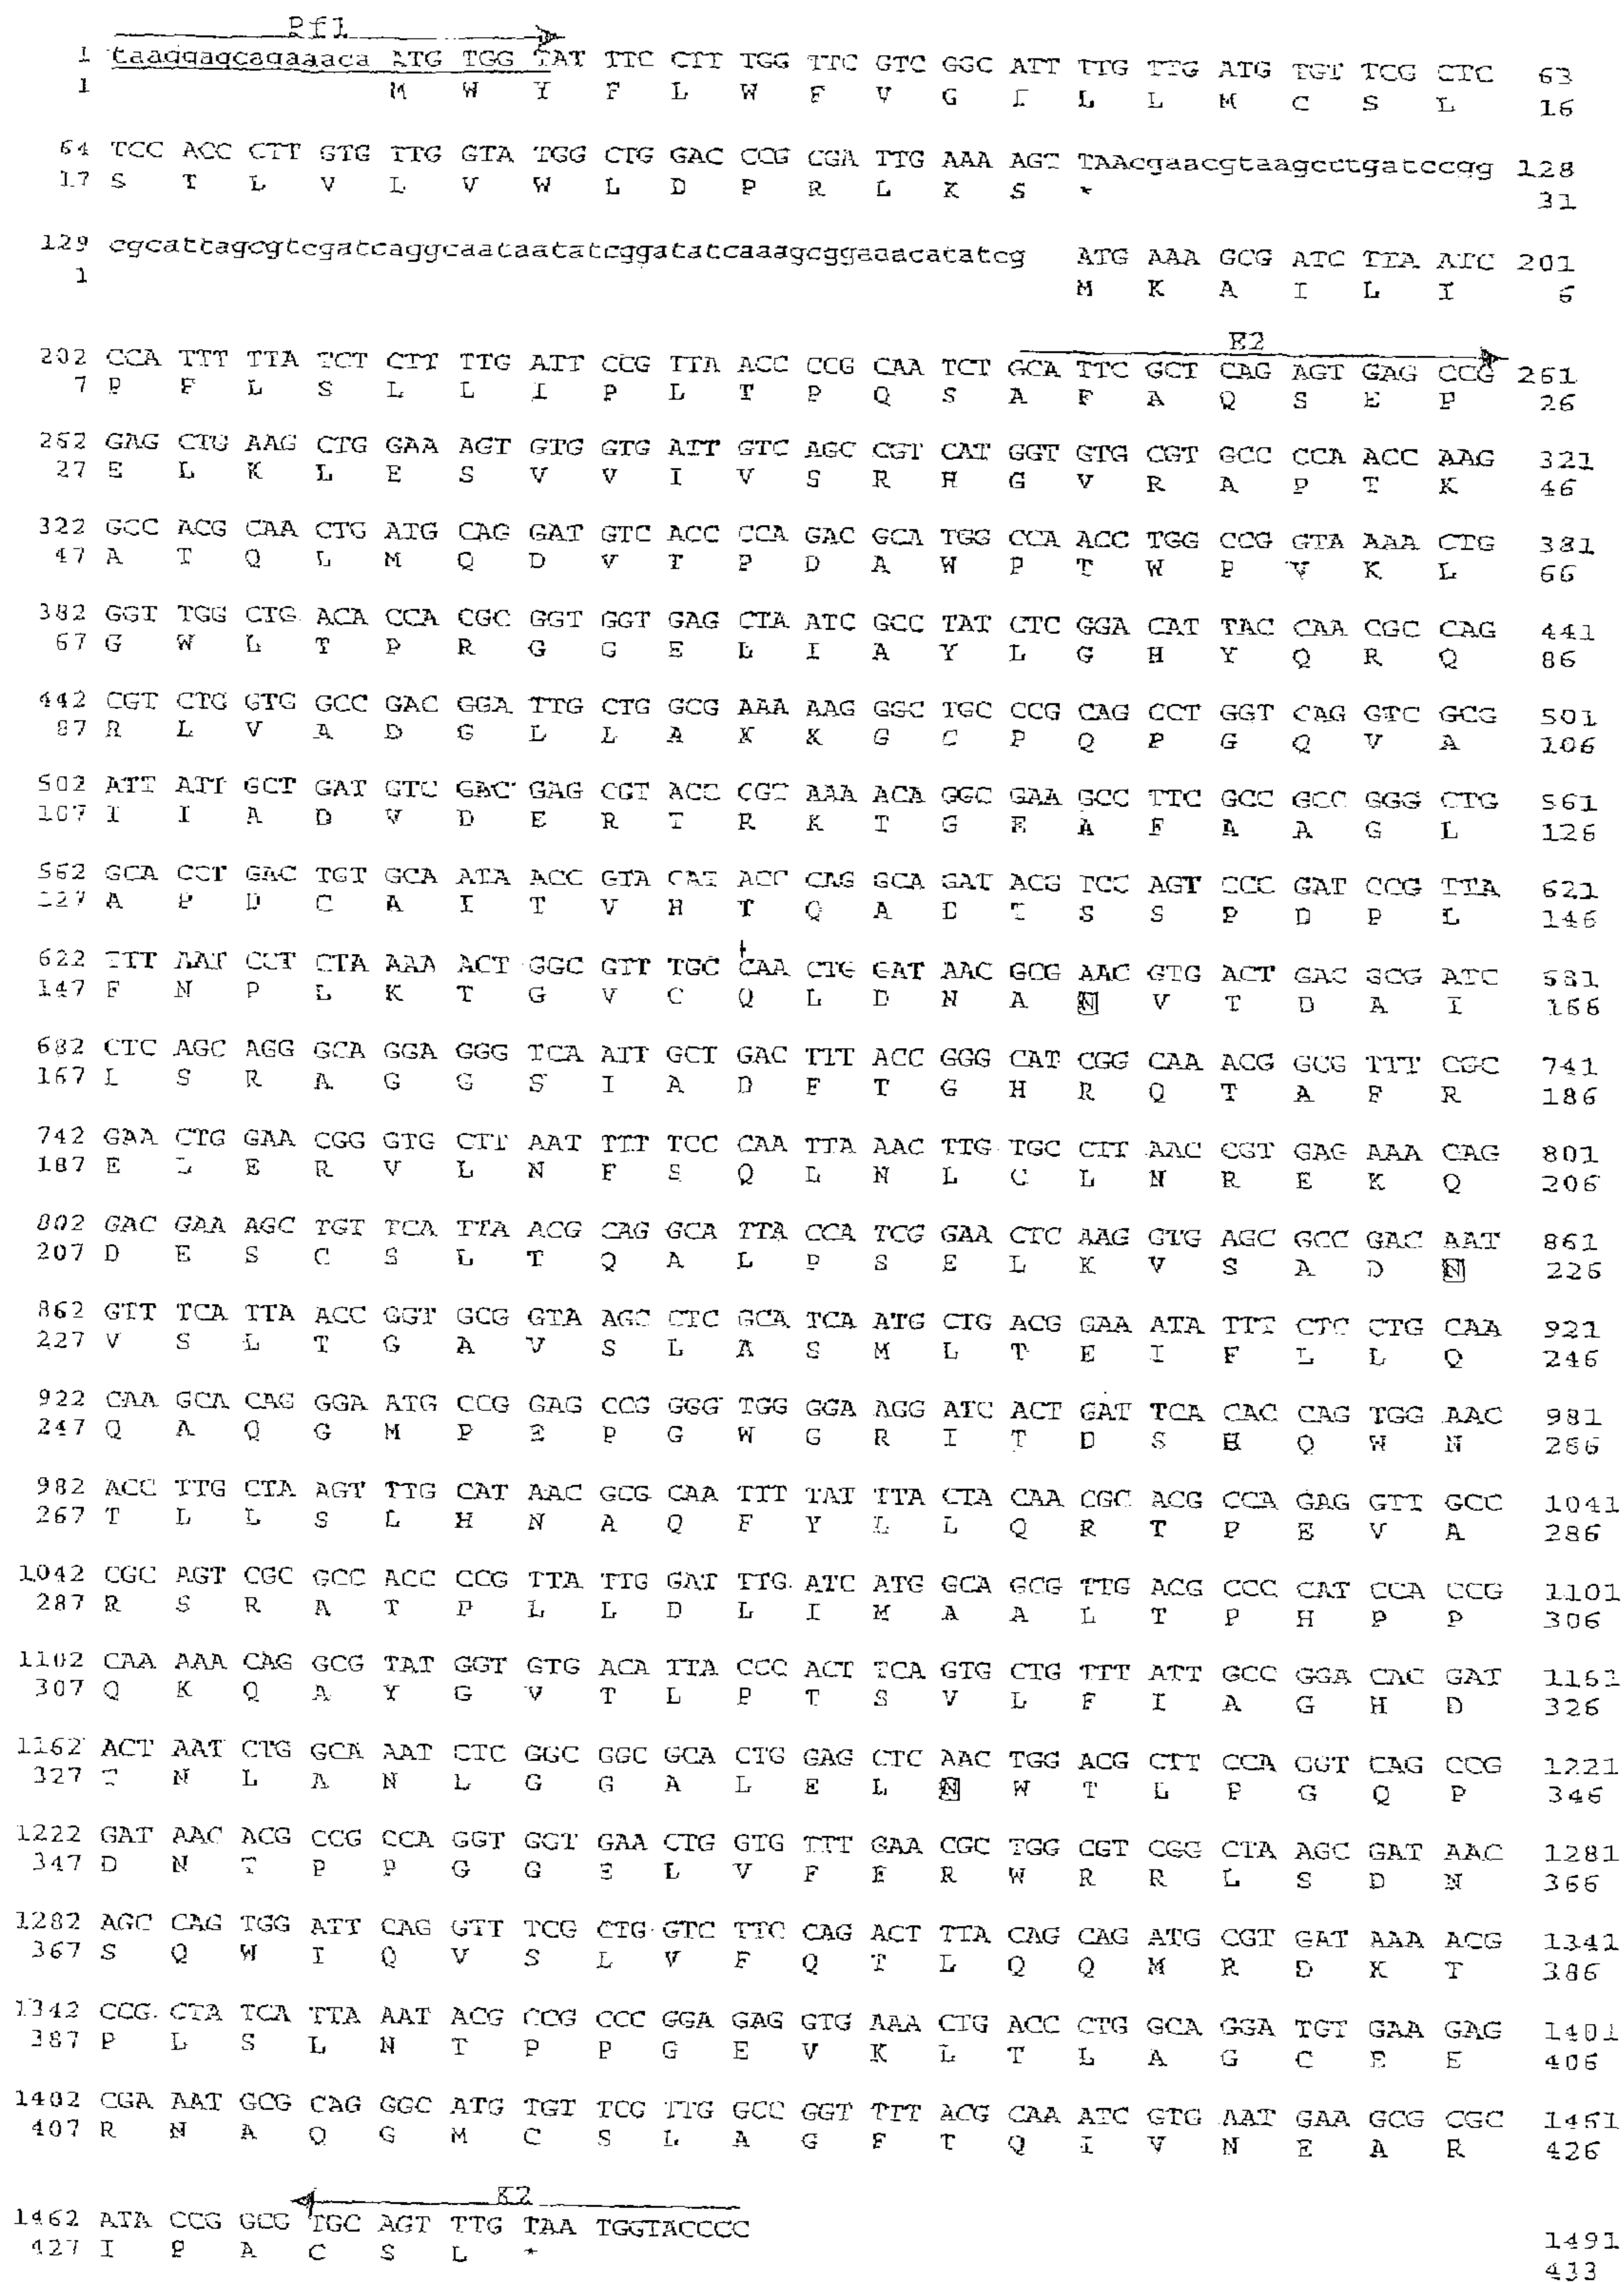 Pf1
1 taaggagcagaaaca ATG TGG TAT TTC CTT TGG TTC GTC GGC ATT TTG TTG ATG TGT TCG CTC 63
1 M W Y F L W F V G I L L M C S L 16
64 TCC ACC CTT GTG TTG GTA TGG CTG GAC CCG CGA TTG AAA AGT TAAcgaacgtaagcctgatccgg 128
17 S T L V L V W L D P R L K S * 31
129 cgcattagcgtcgatcaggcaataatatcggatatcaaagcggaaacatatcg ATG AAA GCG ATC TTA ATC 201
1 M K A I L I 6
E2
202 CCA TTT TTA TCT CTT TTG ATT CCG TTA ACC CCG CAA TCT GCA TTC GCT CAG AGT GAG CCG 261
7 P F L S L L I P L T P Q S A F A Q S E P 26
262 GAG CTG AAG CTG GAA AGT GTG GTG ATT GTC AGC CGT CAT GGT GTG CGT GCC CCA ACC AAG 321
27 E L K L E S V V I V S R H G V R A P T K 46
322 GCC ACG CAA CTG ATG CAG GAT GTC ACC CCA GAC GCA TGG CCA ACC TGG CCG GTA AAA CTG 381
47 A T Q L M Q D V T P D A W P T W P V K L 66
382 GGT TGG CTG ACA CCA CGC GGT GGT GAG CTA ATC GCC TAT CTC GGA CAT TAC CAA CGC CAG 441
67 G W L T P R G G E L I A Y L G H Y Q R Q 86
442 CGT CTG GTG GCC GAC GGA TTG CTG GCG AAA AAG GGC TGC CCG CAG CCT GGT CAG GTC GCG 501
87 R L V A D G L L A K K G C P Q P G Q V A 106
502 ATT ATT GCT GAT GTC GAC GAG CGT ACC CGT AAA ACA GGC GAA GCC TTC GCC GCC GGG CTG 561
107 I I A D V D E R T R K T G E A F A A G L 126
562 GCA CCT GAC TGT GCA ATA ACC GTA CAT ACC CAG GCA GAT ACG TCC AGT CCC GAT CCG TTA 621
127 A P D C A I T V H T Q A D T S S P D P L 146
622 TTT AAT CCT CTA AAA ACT GGC GTT TGC CAA CTG GAT AAC GCG AAC GTG ACT GAC GCG ATC 681
147 F N P L K T G V C Q L D N A N V T D A I 166
682 CTC AGC AGG GCA GGA GGG TCA ATT GCT GAC TTT ACC GGG CAT CGG CAA ACG GCG TTT CGC 741
167 L S R A G G S I A D F T G H R Q T A F R 186
742 GAA CTG GAA CGG GTG CTT AAT TTT TCC CAA TTA AAC TTG TGC CTT AAC CGT GAG AAA CAG 801
187 E L E R V L N F S Q L N L C L N R E K Q 206
802 GAC GAA AGC TGT TCA TTA ACG CAG GCA TTA CCA TCG GAA CTC AAG GTG AGC GCC GAC AAT 861
207 D E S C S L T Q A L P S E L K V S A D N 226
862 GTT TCA TTA ACC GGT GCG GTA AGC CTC GCA TCA ATG CTG ACG GAA ATA TTT CTC CTG CAA 921
227 V S L T G A V S L A S M L T E I F L L Q 246
922 CAA GCA CAG GGA ATG CCG GAG CCG GGG TGG GGA AGG ATC ACT GAT TCA CAC CAG TGG AAC 981
247 Q A Q G M P E P G W G R I T D S H Q W N 266
982 ACC TTG CTA AGT TTG CAT AAC GCG CAA TTT TAT TTA CTA CAA CGC ACG CCA GAG GTT GCC 1041
267 T L L S L H N A Q F Y L L Q R T P E V A 286
1042 CGC AGT CGC GCC ACC CCG TTA TTG GAT TTG ATC ATG GCA GCG TTG ACG CCC CAT CCA CCG 1101
287 R S R A T P L L D L I M A A L T P H P P 306
1102 CAA AAA CAG GCG TAT GGT GTG ACA TTA CCC ACT TCA GTG CTG TTT ATT GCC GGA CAC GAT 1161
307 Q K Q A Y G V T L P T S V L F I A G H D 326
1162 ACT AAT CTG GCA AAT CTC GGC GGC GCA CTG GAG CTC AAC TGG ACG CTT CCA GGT CAG CCG 1221
327 T N L A N L G G A L E L N W T L P G Q P 346
1222 GAT AAC ACG CCG CCA GGT GGT GAA CTG GTG TTT GAA CGC TGG CGT CGG CTA AGC GAT AAC 1281
347 D N T P P G G E L V F E R W R R L S D N 366
1282 AGC CAG TGG ATT CAG GTT TCG CTG GTC TTC CAG ACT TTA CAG CAG ATG CGT GAT AAA ACG 1341
367 S Q W I Q V S L V F Q T L Q Q M R D K T 386
1342 CCG CTA TCA TTA AAT ACG CCG CCC GGA GAG GTG AAA CTG ACC CTG GCA GGA TGT GAA GAG 1401
387 P L S L N T P P G E V K L T L A G C E E 406
1402 CGA AAT GCG CAG GGC ATG TGT TCG TTG GCC GGT TTT ACG CAA ATC GTG AAT GAA GCG CGC 1461
407 R N A Q G M C S L A G F T Q I V N E A R 426
K2
1462 ATA CCG GCG TGC AGT TTG TAA TGGTACCCC 1491
427 I P A C S L * 433